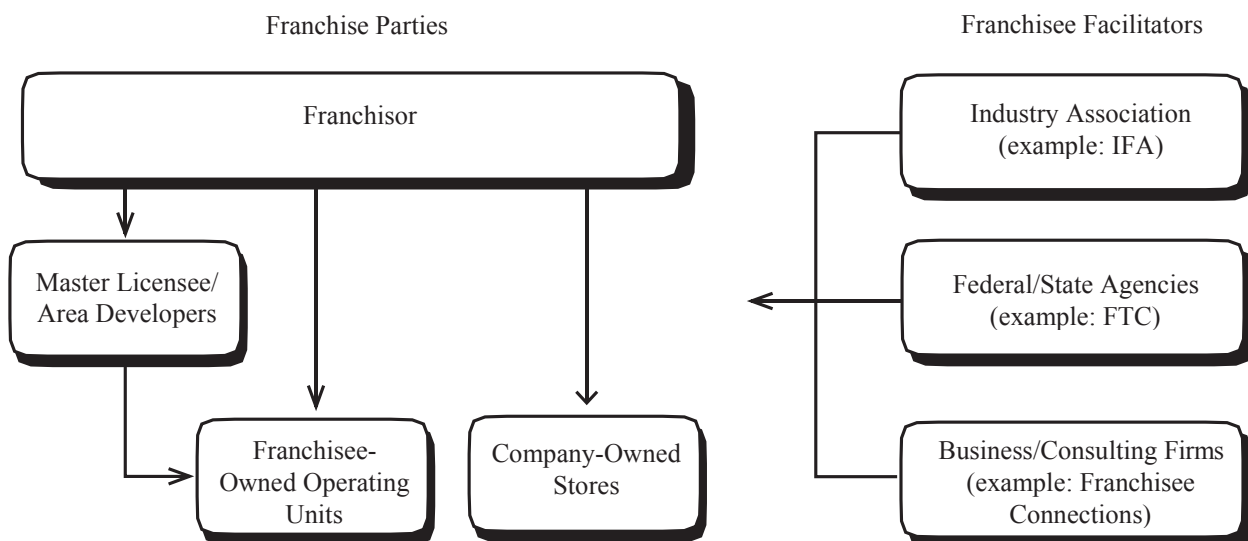 Franchise Parties
Franchisee Facilitators
Franchisor
Industry Association
(example: IFA)
Master Licensee/
Area Developers
Federal/State Agencies
(example: FTC)
Franchisee-
Owned Operating
Units
Company-Owned
Stores
Business/Consulting Firms
(example: Franchisee
Connections)